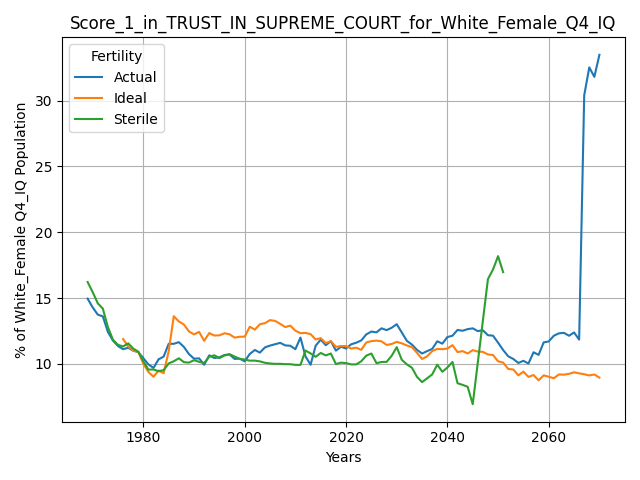 Score_1_in_TRUST_IN_SUPREME_COURT_for_White_Female_Q4_IQ
Fertility
Actual
Ideal
Sterile
% of White_Female Q4_IQ Population
30
25
20
15
10
1980
2000
2020
2040
2060
Years